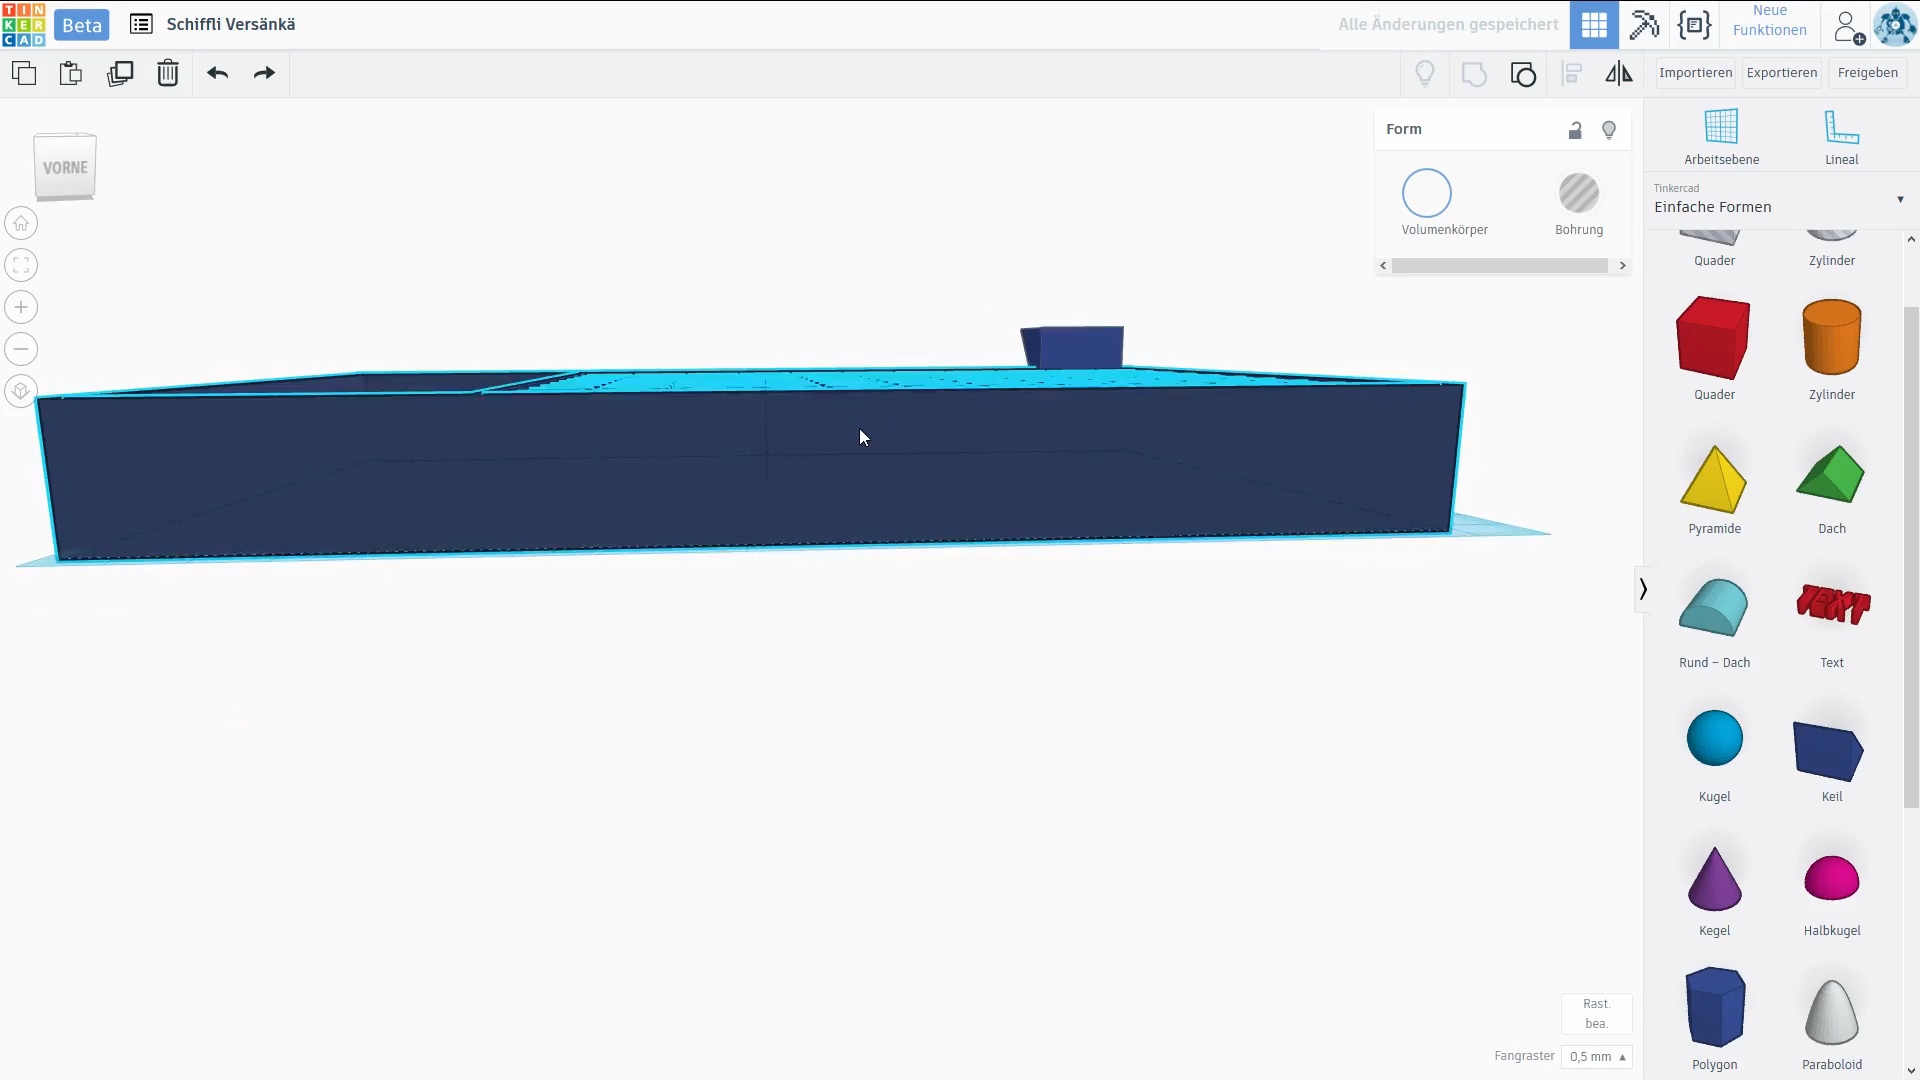 TIN
KER
CAD
Beta
Schiffli Versänkä
Alle Änderungen gespeichert
Neue
Funktionen
Importieren
Exportieren
Freigeben
VORNE
Form
Volumenkörper
Bohrung
Arbeitsebene
Lineal
Tinkercad
Einfache Formen
Quader
Zylinder
Quader
Zylinder
Pyramide
Dach
TEXT
Rund – Dach
Text
Kugel
Keil
Kegel
Halbkugel
Polygon
Paraboloid
Rast.
bea.
Fangraster
0,5 mm